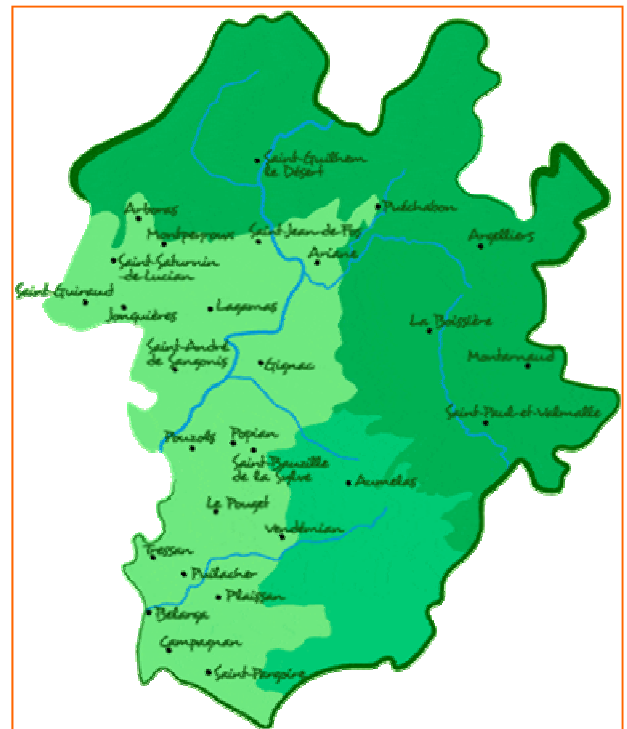 Saint-Guilhem
le Désert
Arboras
Puéchabon
Montpeyroux
Saint-Jean-de-Fos
Argelliers
Aniane
Saint-Saturnin
de Lucian
Saint-Guiraud
Jonquières
Lagamas
La Boissière
Saint-André
de Sangonis
Gignac
Montarnaud
Saint-Paul-et-Valmalle
Pouzols
Popian
Saint-Bauzille
de la Sylve
Aumelas
Le Pouget
Vendémian
Tressan
Puilacher
Plaissan
Belarga
Campagnan
Saint-Pargoire